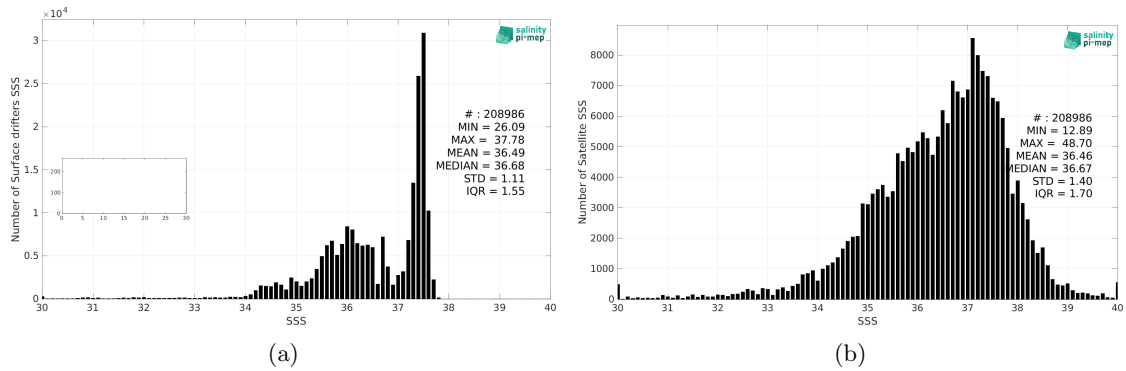 ×10⁴
3
2.5
2
1.5
1
0.5
0
Number of Surface drifters SSS
30 31 32 33 34 35 36 37 38 39 40
SSS
200
100
0
0 5 10 15 20 25 30
salinity
pi-mep
# : 208986
MIN = 26.09
MAX = 37.78
MEAN = 36.49
MEDIAN = 36.68
STD = 1.11
IQR = 1.55
(a)
8000
7000
6000
5000
4000
3000
2000
1000
0
Number of Satellite SSS
30 31 32 33 34 35 36 37 38 39 40
SSS
salinity
pi-mep
# : 208986
MIN = 12.89
MAX = 48.70
MEAN = 36.46
MEDIAN = 36.67
STD = 1.40
IQR = 1.70
(b)